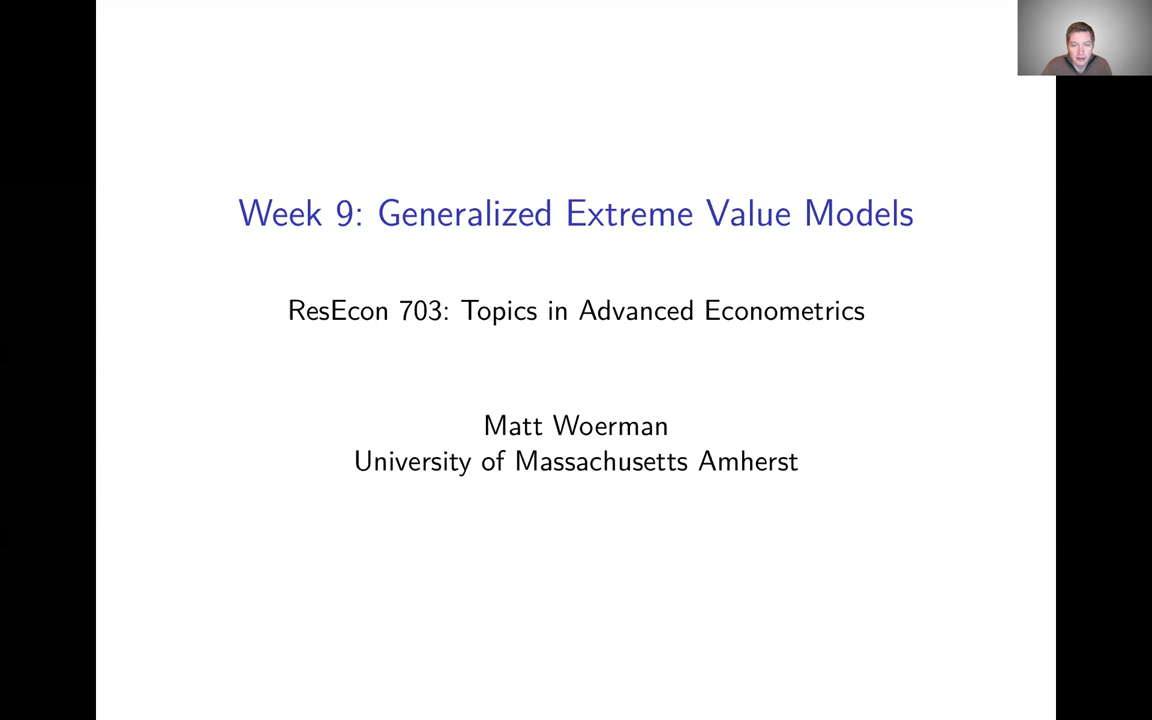 Week 9: Generalized Extreme Value Models
ResEcon 703: Topics in Advanced Econometrics
Matt Woerman
University of Massachusetts Amherst